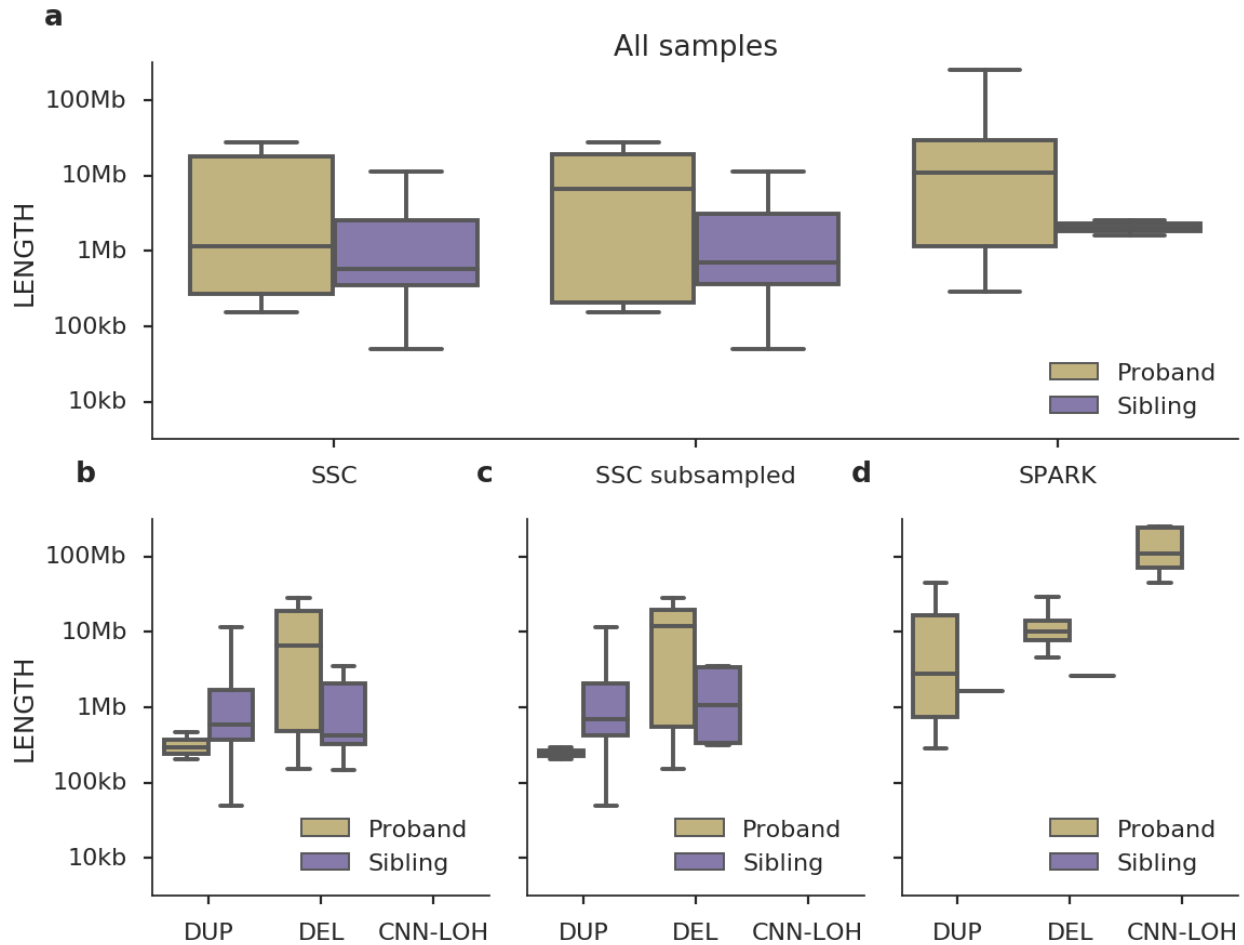 a
All samples
LENGTH
100Mb
10Mb
1Mb
100kb
10kb
Proband
Sibling
SSC
SSC subsampled
SPARK
b
c
d
LENGTH
100Mb
10Mb
1Mb
100kb
10kb
Proband
Sibling
DUP
DEL
CNN-LOH
Proband
Sibling
DUP
DEL
CNN-LOH
Proband
Sibling
DUP
DEL
CNN-LOH